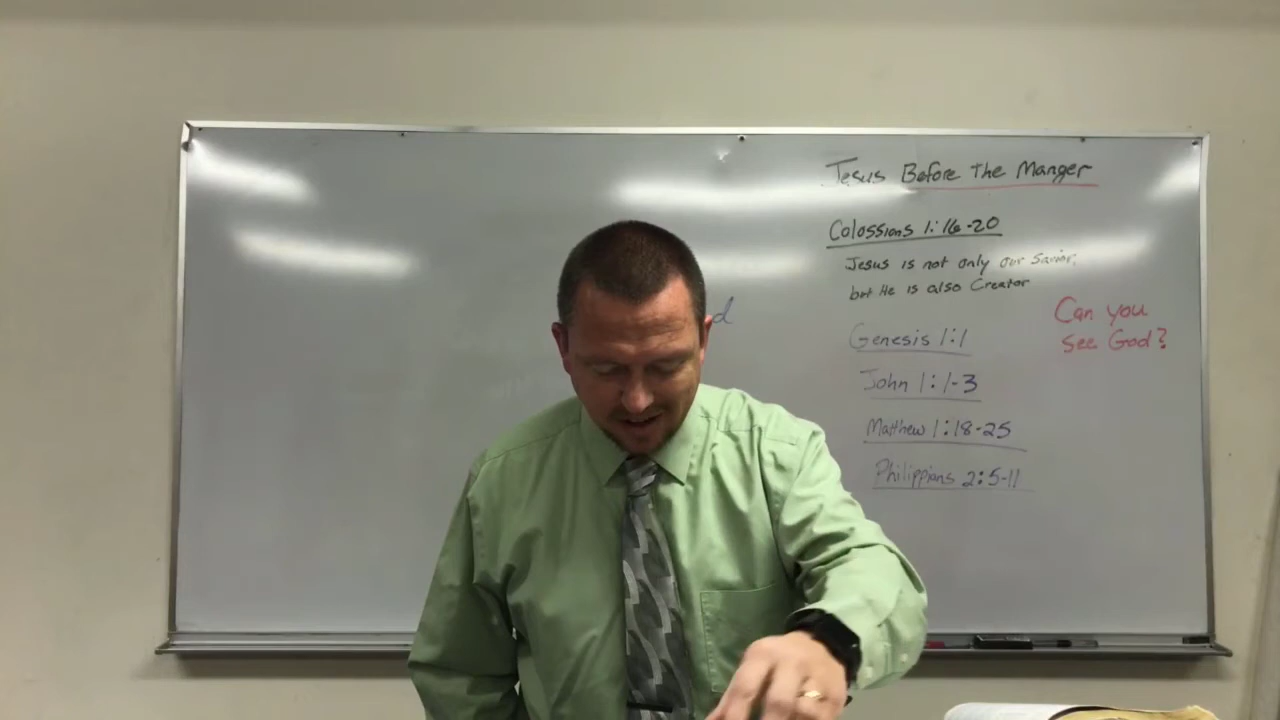 Jesus Before the Manger
Colossians 1:16-20
Jesus is not only our Savior,
but He is also Creator
Can you
see God?
Genesis 1:1
John 1:1-3
Matthew 1:18-25
Philippians 2:5-11